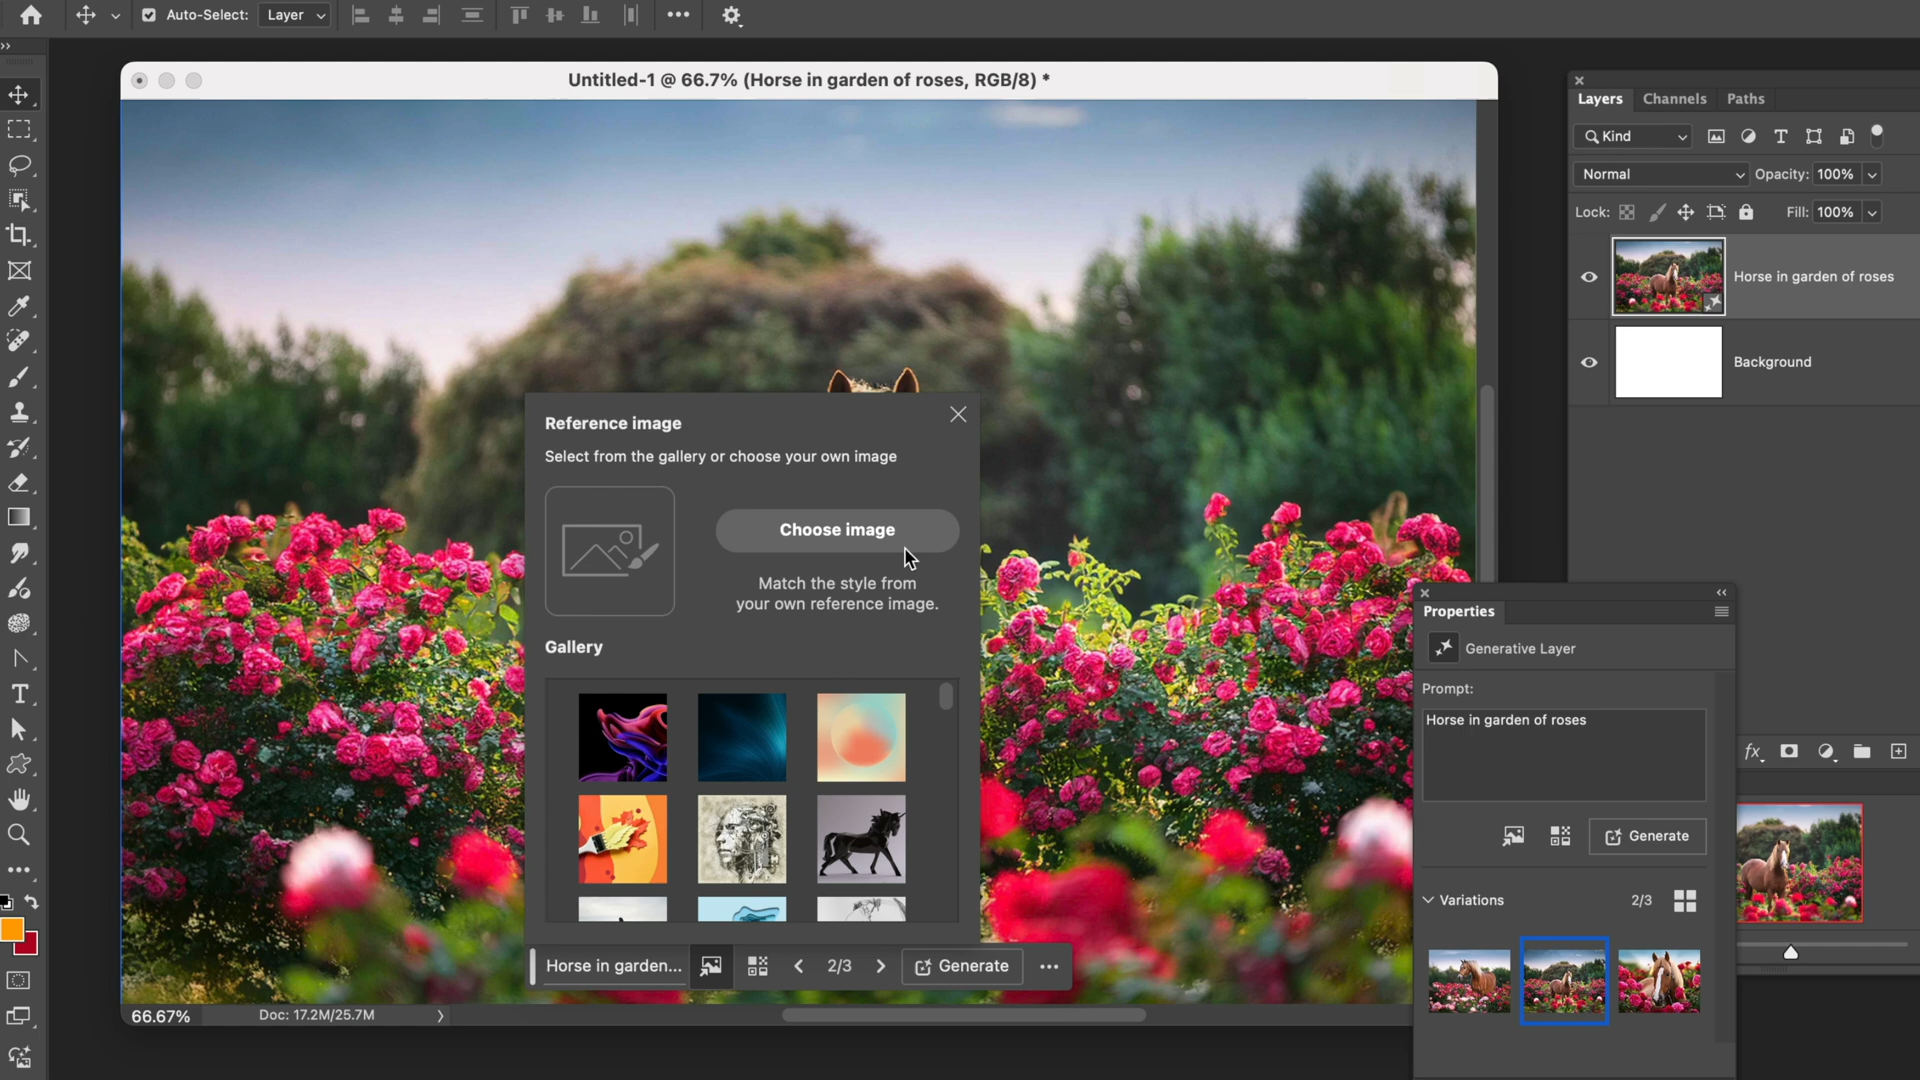 Auto-Select: Layer
Untitled-1 @ 66.7% (Horse in garden of roses, RGB/8) *
Layers Channels Paths
Kind
Normal Opacity: 100%
Lock: Fill: 100%
Horse in garden of roses
Background
Reference image
Select from the gallery or choose your own image
Choose image
Match the style from
your own reference image.
Gallery
Horse in garden... 2/3 Generate
66.67% Doc: 17.2M/25.7M
Properties
Generative Layer
Prompt:
Horse in garden of roses
Generate
Variations 2/3
fx